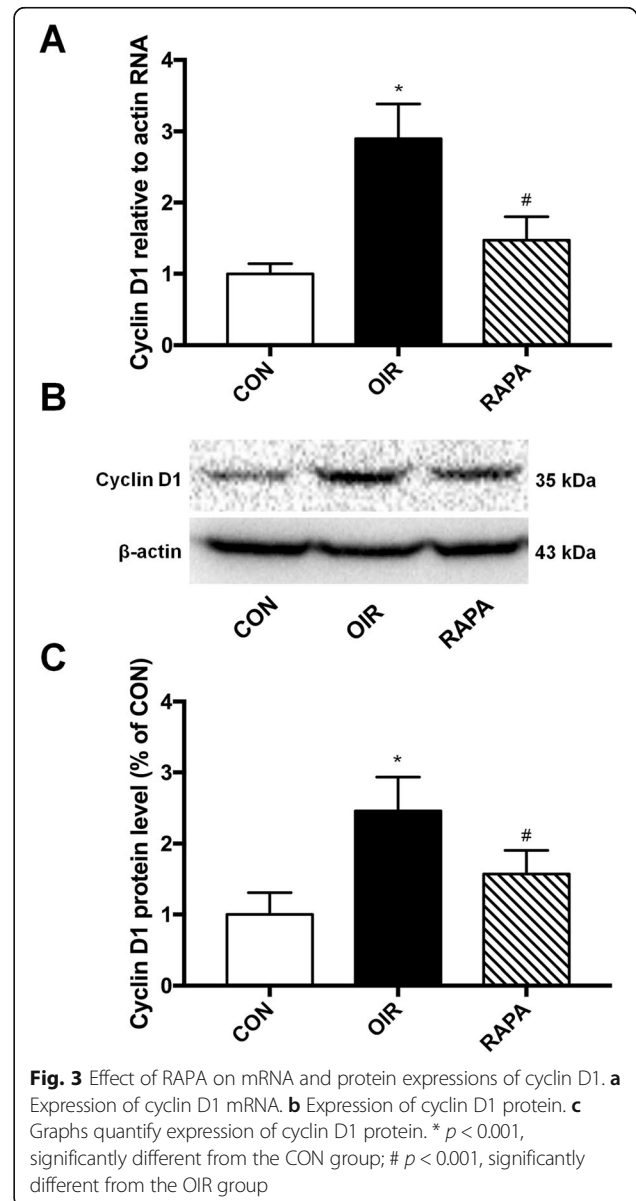 A
Cyclin D1 relative to actin RNA
4
3
2
1
0
*
#
CON
OIR
RAPA
B
Cyclin D1
35 kDa
β-actin
43 kDa
CON
OIR
RAPA
C
Cyclin D1 protein level (% of CON)
4
3
2
1
0
*
#
CON
OIR
RAPA
Fig. 3 Effect of RAPA on mRNA and protein expressions of cyclin D1. a
Expression of cyclin D1 mRNA. b Expression of cyclin D1 protein. c
Graphs quantify expression of cyclin D1 protein. * p < 0.001,
significantly different from the CON group; # p < 0.001, significantly
different from the OIR group